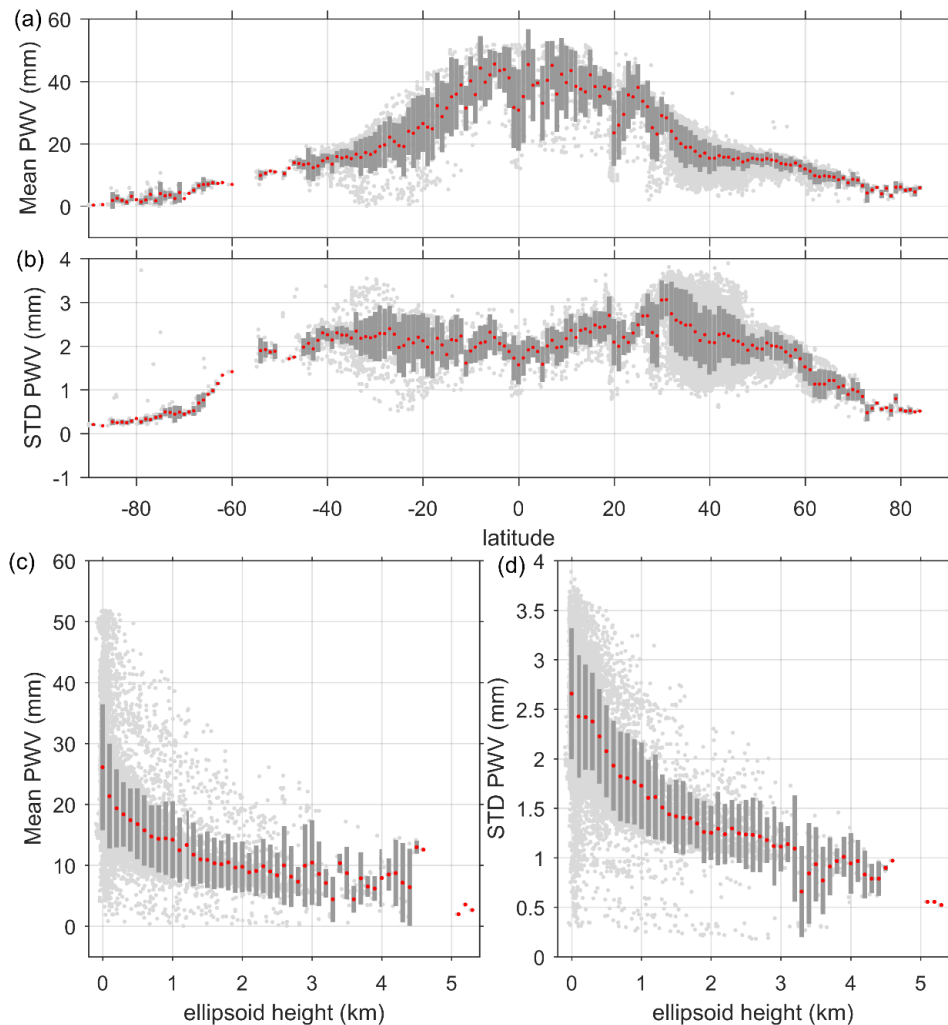 (a)
Mean PWV (mm)
60
40
20
0
(b)
STD PWV (mm)
4
3
2
1
0
-1
-80 -60 -40 -20 0 20 40 60 80
latitude
(c)
Mean PWV (mm)
60
50
40
30
20
10
0
0 1 2 3 4 5
ellipsoid height (km)
(d)
STD PWV (mm)
4
3.5
3
2.5
2
1.5
1
0.5
0
0 1 2 3 4 5
ellipsoid height (km)